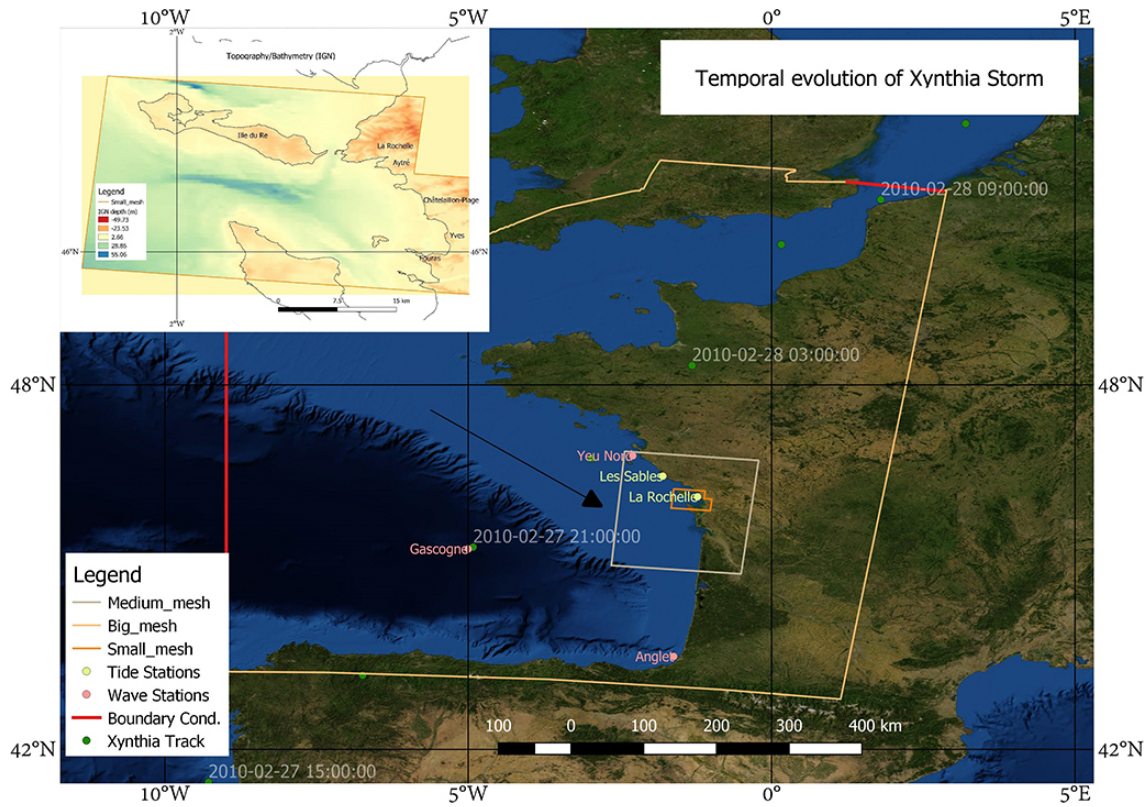 10°W
5°W
0°
5°E
2°W
Topography/Bathymetry (IGN)
Temporal evolution of Xynthia Storm
Ille du Re
La Rochelle
Aytré
Legend
Small_mesh
IGN depth (m)
-49.73
-23.53
2.66
28.86
55.06
Châtelaillon-Plage
Yves
Fouras
46°N
46°N
0
7.5
15 km
2°W
2010-02-28 09:00:00
2010-02-28 03:00:00
48°N
48°N
Yeu Nord
Les Sables
La Rochelle
2010-02-27 21:00:00
Gascogne
Anglet
Legend
Medium_mesh
Big_mesh
Small_mesh
Tide Stations
Wave Stations
Boundary Cond.
Xynthia Track
100
0
100
200
300
400 km
42°N
42°N
2010-02-27 15:00:00
10°W
5°W
0°
5°E